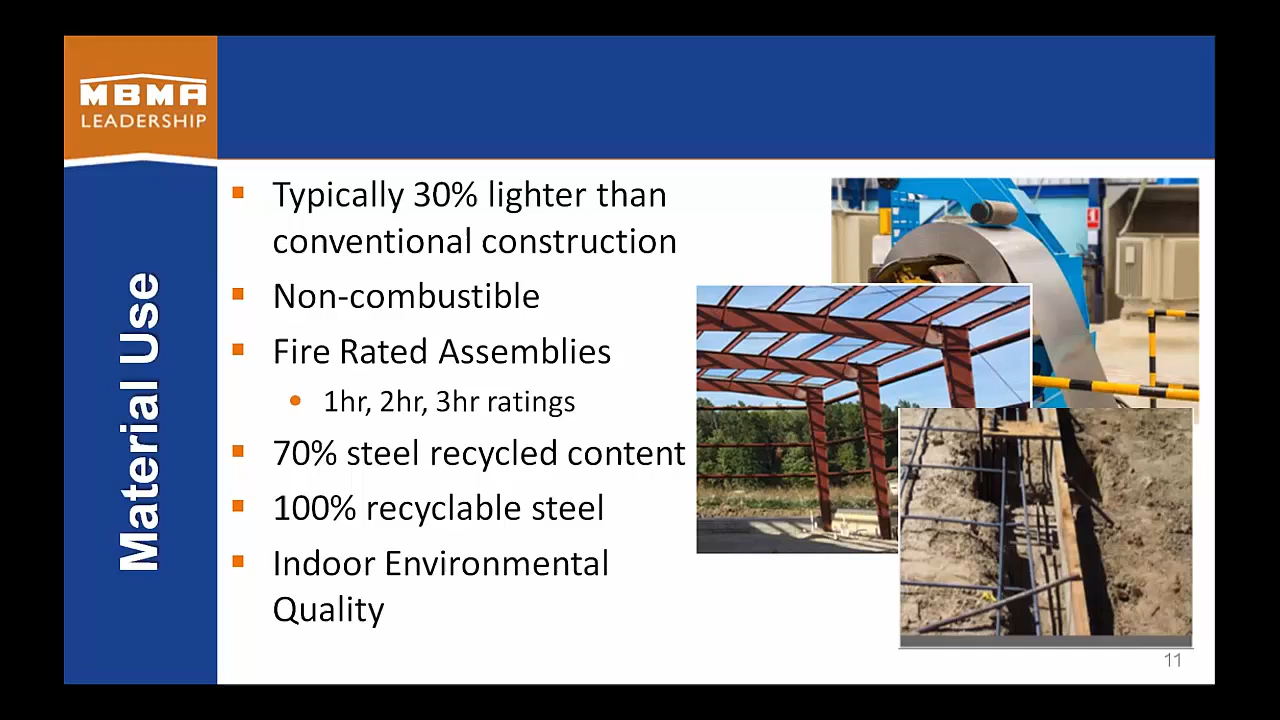 MBMA
LEADERSHIP
Material Use
Typically 30% lighter than
conventional construction
Non-combustible
Fire Rated Assemblies
1hr, 2hr, 3hr ratings
70% steel recycled content
100% recyclable steel
Indoor Environmental
Quality
11